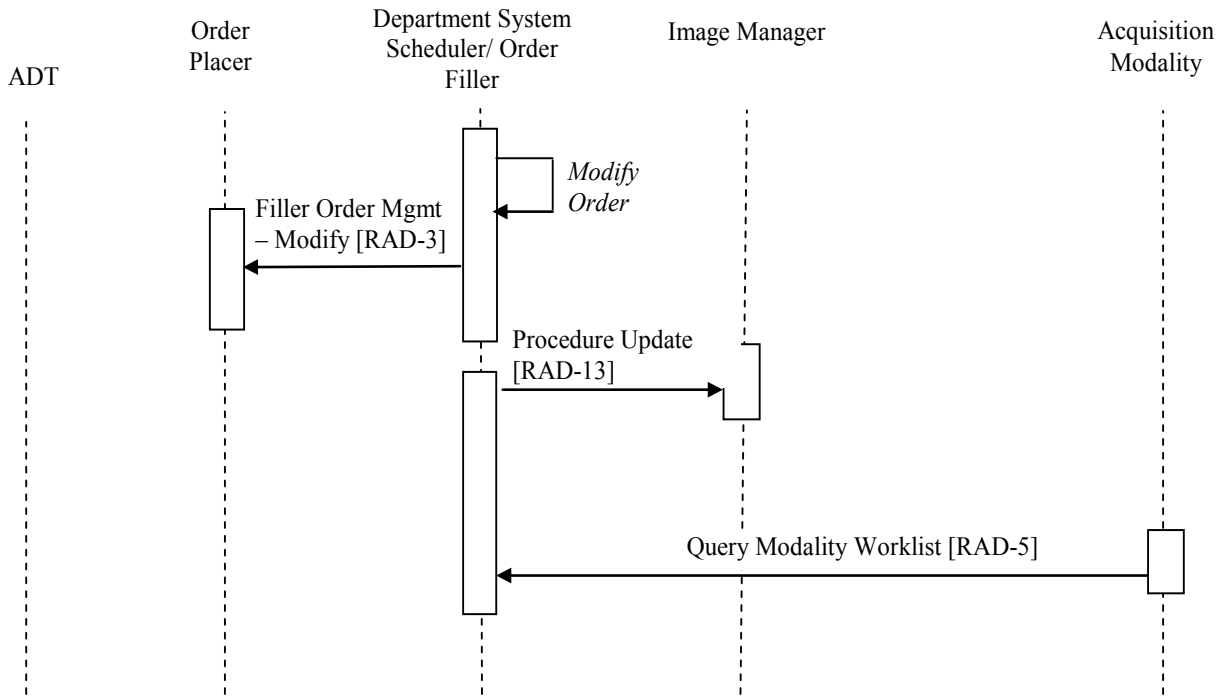 ADT
Order
Placer
Department System
Scheduler/ Order
Filler
Image Manager
Acquisition
Modality
Modify
Order
Filler Order Mgmt
– Modify [RAD-3]
Procedure Update
[RAD-13]
Query Modality Worklist [RAD-5]